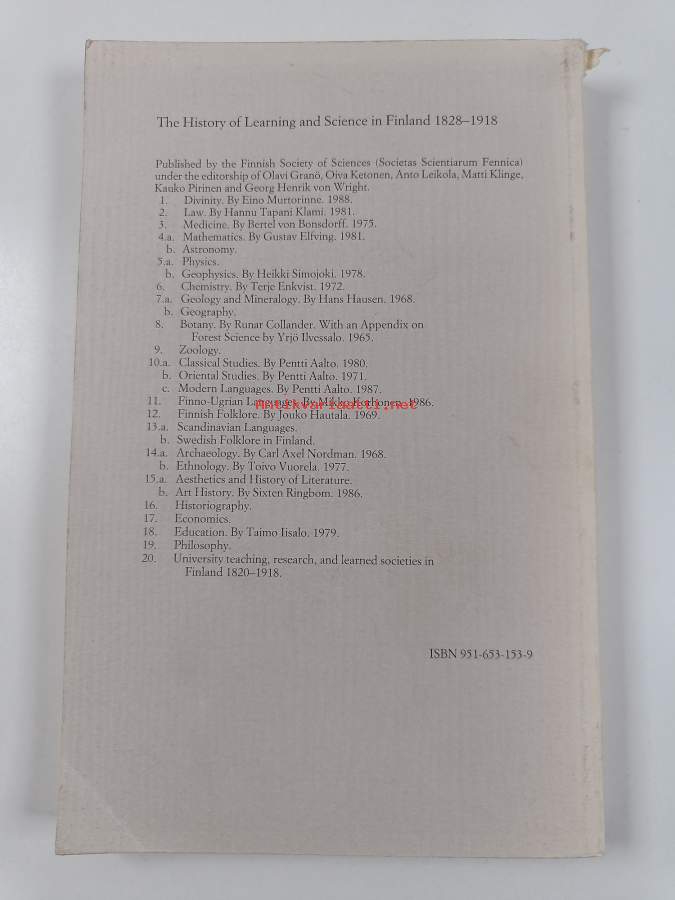 The History of Learning and Science in Finland 1828–1918
Published by the Finnish Society of Sciences (Societas Scientiarum Fennica)
under the editorship of Olavi Granö, Oiva Ketonen, Anto Leikola, Matti Klinge,
Kauko Pirinen and Georg Henrik von Wright.
1. Divinity. By Eino Murtorinne. 1988.
2. Law. By Hannu Tapani Klami. 1981.
3. Medicine. By Bertel von Bonsdorff. 1975.
4.a. Mathematics. By Gustav Elfving. 1981.
b. Astronomy.
5.a. Physics.
b. Geophysics. By Heikki Simojoki. 1978.
6. Chemistry. By Terje Enkvist. 1972.
7.a. Geology and Mineralogy. By Hans Hausen. 1968.
b. Geography.
8. Botany. By Runar Collander. With an Appendix on
Forest Science by Yrjö Ilvessalo. 1965.
9. Zoology.
10.a. Classical Studies. By Pentti Aalto. 1980.
b. Oriental Studies. By Pentti Aalto. 1971.
c. Modern Languages. By Pentti Aalto. 1987.
11. Finno-Ugrian Languages. By Mikko Korhonen. 1986.
Antikvariaatti.net
12. Finnish Folklore. By Jouko Hautala. 1969.
13.a. Scandinavian Languages.
b. Swedish Folklore in Finland.
14.a. Archaeology. By Carl Axel Nordman. 1968.
b. Ethnology. By Toivo Vuorela. 1977.
15.a. Aesthetics and History of Literature.
b. Art History. By Sixten Ringbom. 1986.
16. Historiography.
17. Economics.
18. Education. By Taimo Iisalo. 1979.
19. Philosophy.
20. University teaching, research, and learned societies in
Finland 1820–1918.
ISBN 951-653-153-9